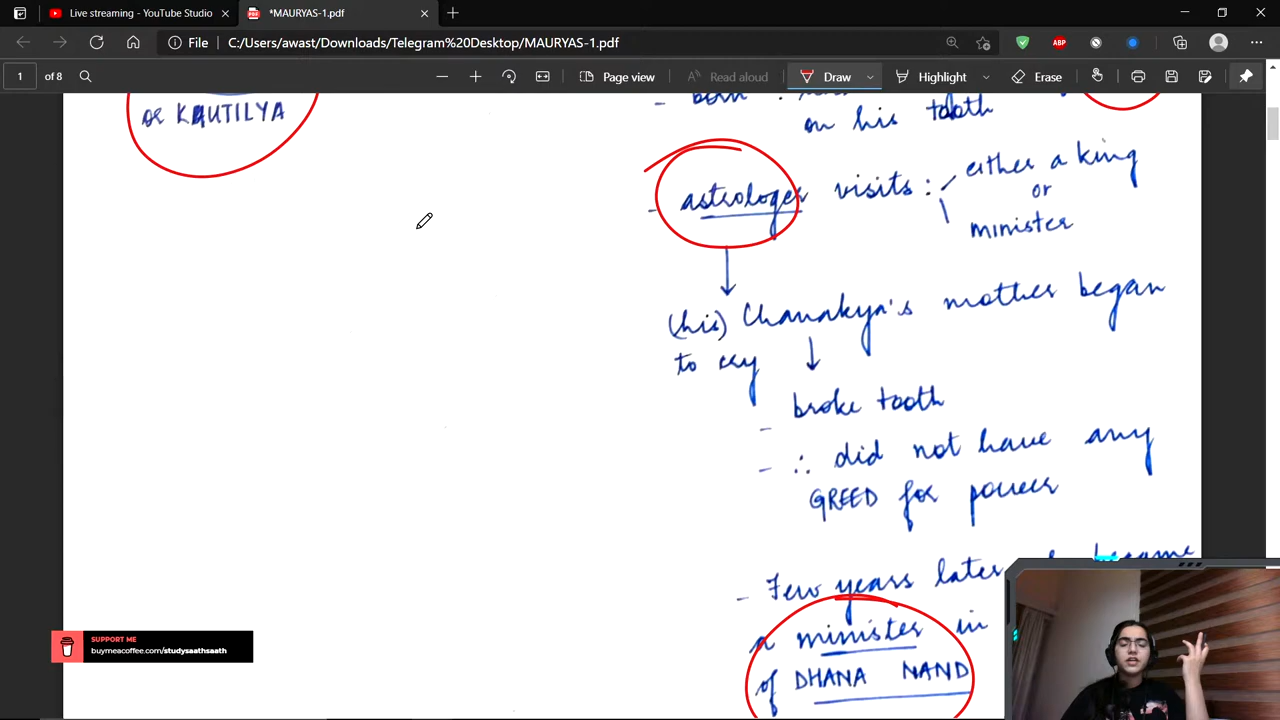 Live streaming - YouTube Studio
*MAURYAS-1.pdf
File
C:/Users/awast/Downloads/Telegram%20Desktop/MAURYAS-1.pdf
ABP
1 of 8
Page view
Read aloud
Draw
Highlight
Erase
or KAUTILYA
- born :
on his tooth
- astrologer visits : either a king
or
minister
(his) Chanakya's mother began
to cry
- broke tooth
- ∴ did not have any
GREED for power
- Few years later became
a minister in
of DHANA NAND
SUPPORT ME
buymeacoffee.com/studysaathsaath